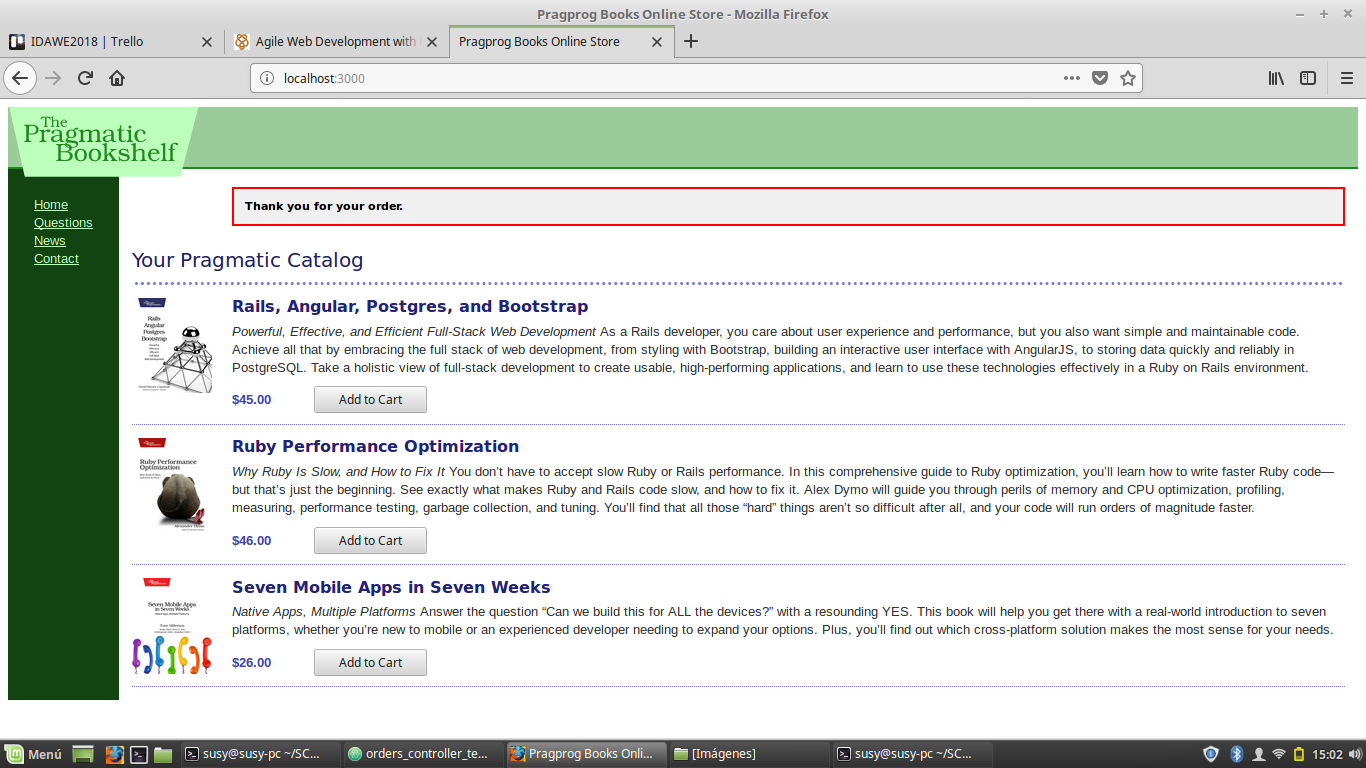 Pragprog Books Online Store - Mozilla Firefox
IDAWE2018 | Trello
Agile Web Development with
Pragprog Books Online Store
localhost:3000
The
Pragmatic
Bookshelf
Home
Questions
News
Contact
Thank you for your order.
Your Pragmatic Catalog
Rails
Angular
Postgres
Bootstrap
Rails, Angular, Postgres, and Bootstrap
Powerful, Effective, and Efficient Full-Stack Web Development As a Rails developer, you care about user experience and performance, but you also want simple and maintainable code.
Achieve all that by embracing the full stack of web development, from styling with Bootstrap, building an interactive user interface with AngularJS, to storing data quickly and reliably in
PostgreSQL. Take a holistic view of full-stack development to create usable, high-performing applications, and learn to use these technologies effectively in a Ruby on Rails environment.
$45.00
Add to Cart
Ruby Performance
Optimization
Ruby Performance Optimization
Why Ruby Is Slow, and How to Fix It You don’t have to accept slow Ruby or Rails performance. In this comprehensive guide to Ruby optimization, you’ll learn how to write faster Ruby code—
but that’s just the beginning. See exactly what makes Ruby and Rails code slow, and how to fix it. Alex Dymo will guide you through perils of memory and CPU optimization, profiling,
measuring, performance testing, garbage collection, and tuning. You’ll find that all those “hard” things aren’t so difficult after all, and your code will run orders of magnitude faster.
$46.00
Add to Cart
Seven Mobile Apps
in Seven Weeks
Seven Mobile Apps in Seven Weeks
Native Apps, Multiple Platforms Answer the question “Can we build this for ALL the devices?” with a resounding YES. This book will help you get there with a real-world introduction to seven
platforms, whether you’re new to mobile or an experienced developer needing to expand your options. Plus, you’ll find out which cross-platform solution makes the most sense for your needs.
$26.00
Add to Cart
Menú
susy@susy-pc ~/SC...
orders_controller_te...
Pragprog Books Onli...
[Imágenes]
susy@susy-pc ~/SC...
15:02